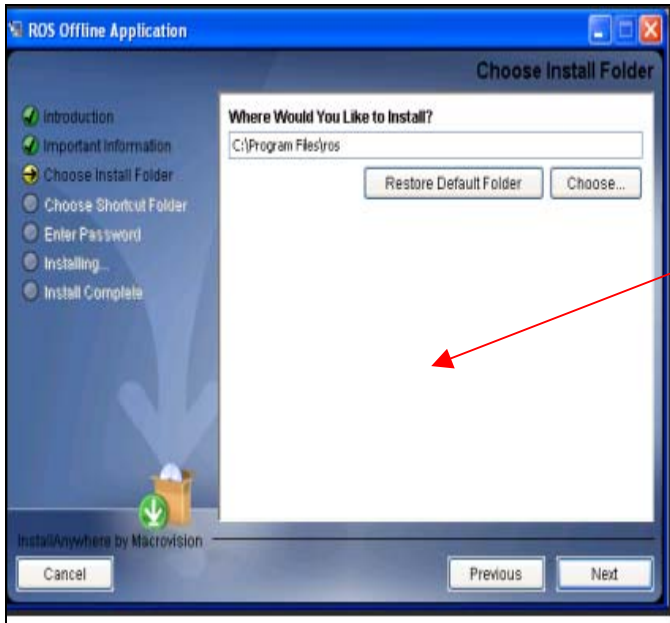 ROS Offline Application
Choose Install Folder
Introduction
Important Information
Choose Install Folder
Choose Shortcut Folder
Enter Password
Installing...
Install Complete
Where Would You Like to Install?
C:\Program Files\ros
Restore Default Folder
Choose...
InstallAnywhere by Macrovision
Cancel
Previous
Next